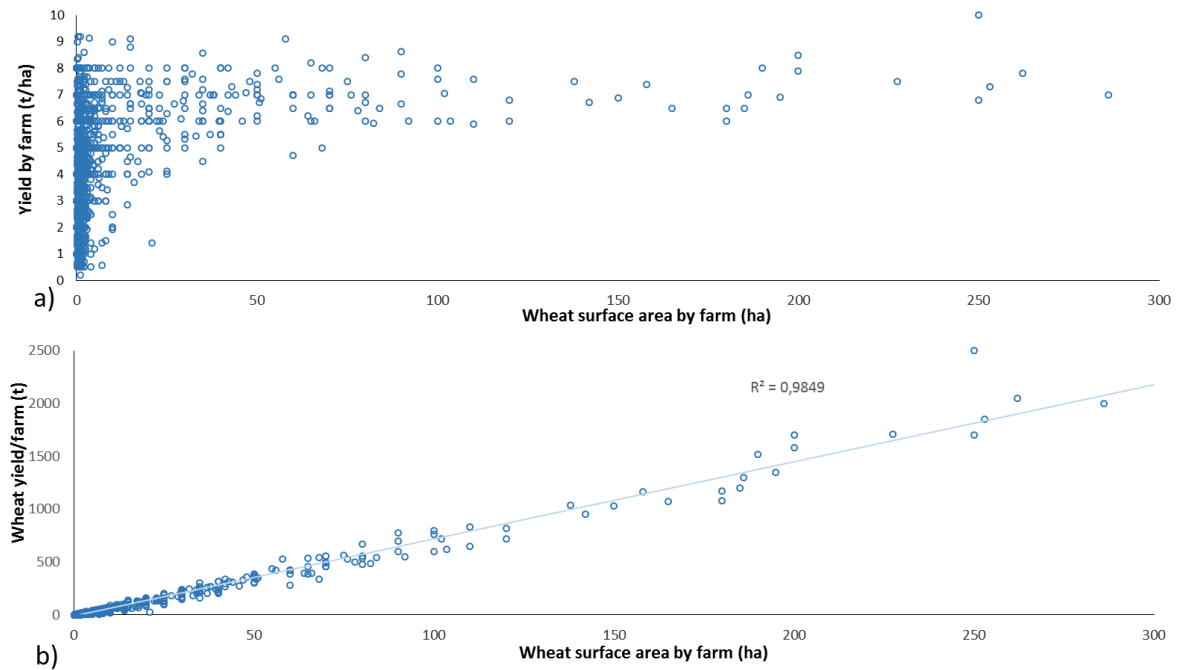 10
9
8
7
6
5
4
3
2
1
0
Yield by farm (t/ha)
a)
0 50 100 150 200 250 300
Wheat surface area by farm (ha)
2500
2000
1500
1000
500
0
Wheat yield/farm (t)
R² = 0,9849
b)
0 50 100 150 200 250 300
Wheat surface area by farm (ha)